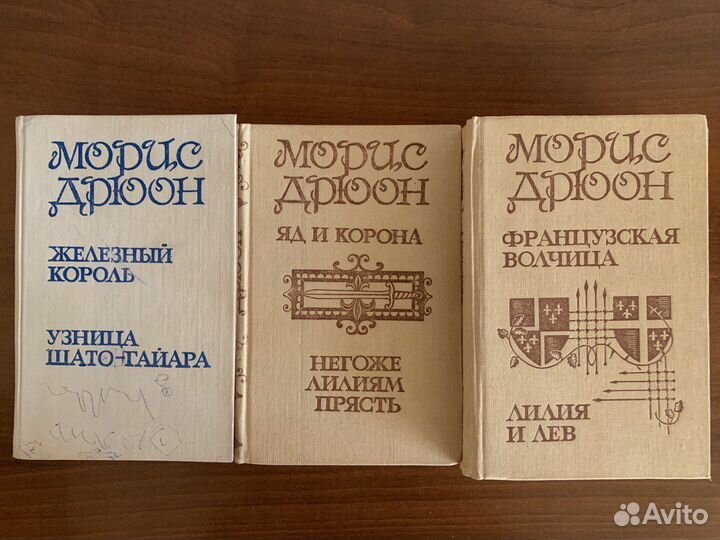 МОРИС
ДРЮОН
ЖЕЛЕЗНЫЙ
КОРОЛЬ
УЗНИЦА
ШАТО-ГАЙАРА
МОРИС
ДРЮОН
ЯД И КОРОНА
НЕГОЖЕ
ЛИЛИЯМ
ПРЯСТЬ
МОРИС
ДРЮОН
ФРАНЦУЗСКАЯ
ВОЛЧИЦА
ЛИЛИЯ
И ЛЕВ
Avito